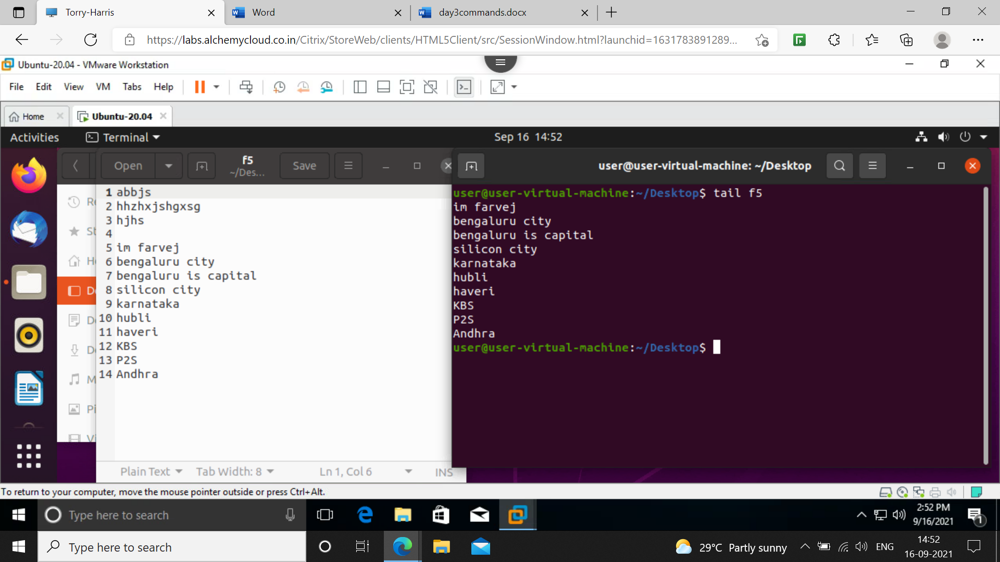 Torry-Harris
Word
day3commands.docx
https://labs.alchemycloud.co.in/Citrix/StoreWeb/clients/HTML5Client/src/SessionWindow.html?launchid=1631783891289...
Ubuntu-20.04 - VMware Workstation
File Edit View VM Tabs Help
Home
Ubuntu-20.04
Activities
Terminal
Sep 16 14:52
Open
f5
~/Des...
Save
1 abbjs
2 hhzhxjshgxsg
3 hjhs
4
5 im farvej
6 bengaluru city
7 bengaluru is capital
8 silicon city
9 karnataka
10 hubli
11 haveri
12 KBS
13 P2S
14 Andhra
Plain Text
Tab Width: 8
Ln 1, Col 6
INS
user@user-virtual-machine: ~/Desktop
user@user-virtual-machine:~/Desktop$ tail f5
im farvej
bengaluru city
bengaluru is capital
silicon city
karnataka
hubli
haveri
KBS
P2S
Andhra
user@user-virtual-machine:~/Desktop$
To return to your computer, move the mouse pointer outside or press Ctrl+Alt.
Type here to search
2:52 PM
9/16/2021
1
Type here to search
29°C Partly sunny
ENG
14:52
16-09-2021